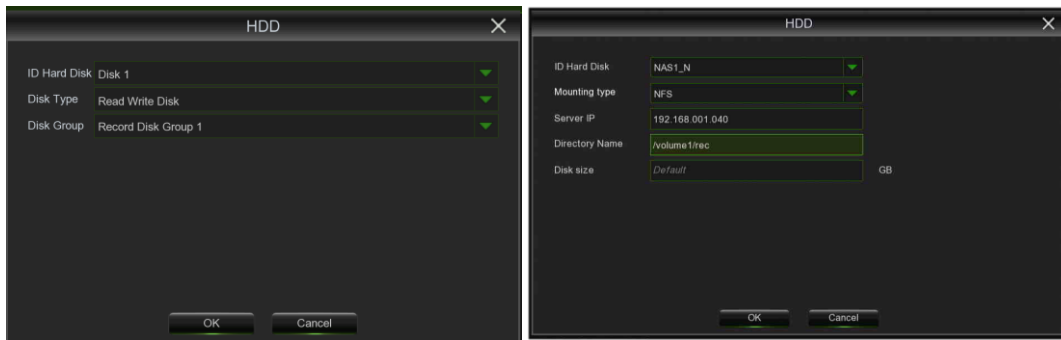 HDD
ID Hard Disk Disk 1
Disk Type Read Write Disk
Disk Group Record Disk Group 1
OK Cancel
HDD
ID Hard Disk NAS1_N
Mounting type NFS
Server IP 192.168.001.040
Directory Name /volume1/rec
Disk size Default GB
OK Cancel